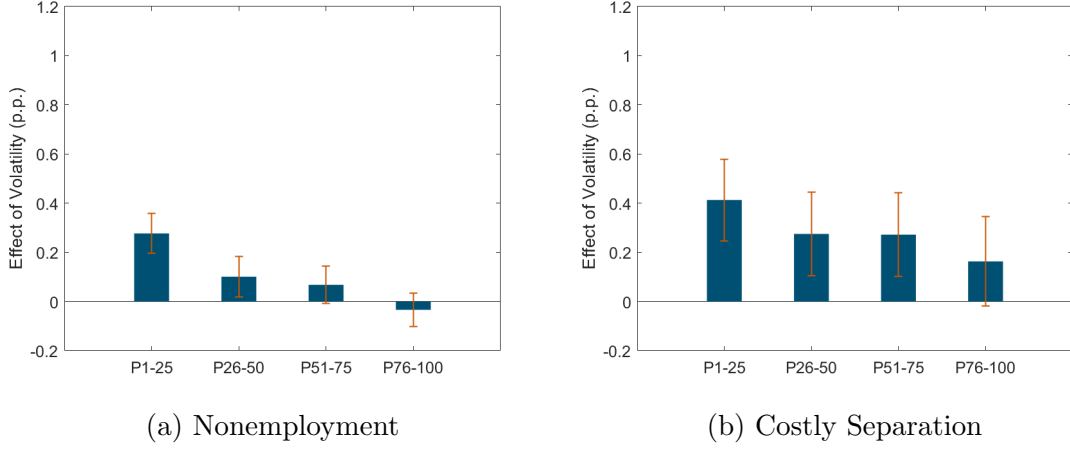 Effect of Volatility (p.p.)
1.2
1
0.8
0.6
0.4
0.2
0
-0.2
P1-25 P26-50 P51-75 P76-100
(a) Nonemployment
Effect of Volatility (p.p.)
1.2
1
0.8
0.6
0.4
0.2
0
-0.2
P1-25 P26-50 P51-75 P76-100
(b) Costly Separation